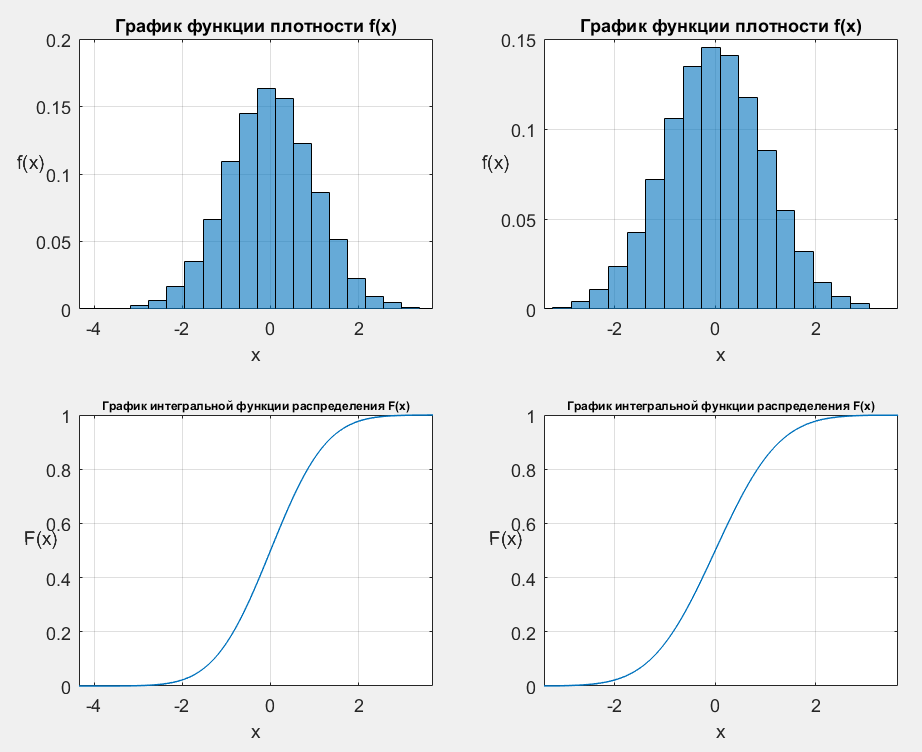 График функции плотности f(x)
0.2
0.15
0.1
0.05
0
f(x)
-4 -2 0 2
x
График функции плотности f(x)
0.15
0.1
0.05
0
f(x)
-2 0 2
x
График интегральной функции распределения F(x)
1
0.8
0.6
0.4
0.2
0
F(x)
-4 -2 0 2
x
График интегральной функции распределения F(x)
1
0.8
0.6
0.4
0.2
0
F(x)
-2 0 2
x